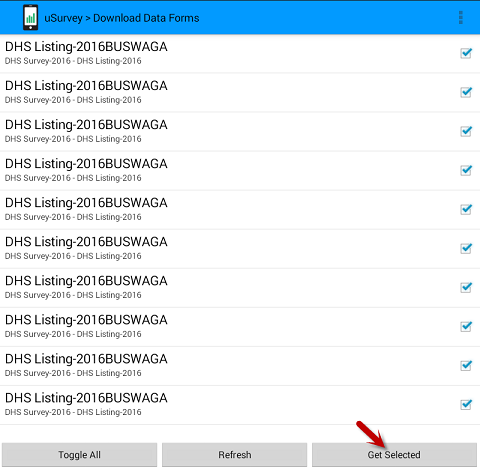 uSurvey > Download Data Forms
DHS Listing-2016BUSWAGA
DHS Survey-2016 - DHS Listing-2016
DHS Listing-2016BUSWAGA
DHS Survey-2016 - DHS Listing-2016
DHS Listing-2016BUSWAGA
DHS Survey-2016 - DHS Listing-2016
DHS Listing-2016BUSWAGA
DHS Survey-2016 - DHS Listing-2016
DHS Listing-2016BUSWAGA
DHS Survey-2016 - DHS Listing-2016
DHS Listing-2016BUSWAGA
DHS Survey-2016 - DHS Listing-2016
DHS Listing-2016BUSWAGA
DHS Survey-2016 - DHS Listing-2016
DHS Listing-2016BUSWAGA
DHS Survey-2016 - DHS Listing-2016
DHS Listing-2016BUSWAGA
DHS Survey-2016 - DHS Listing-2016
DHS Listing-2016BUSWAGA
DHS Survey-2016 - DHS Listing-2016
Toggle All Refresh Get Selected